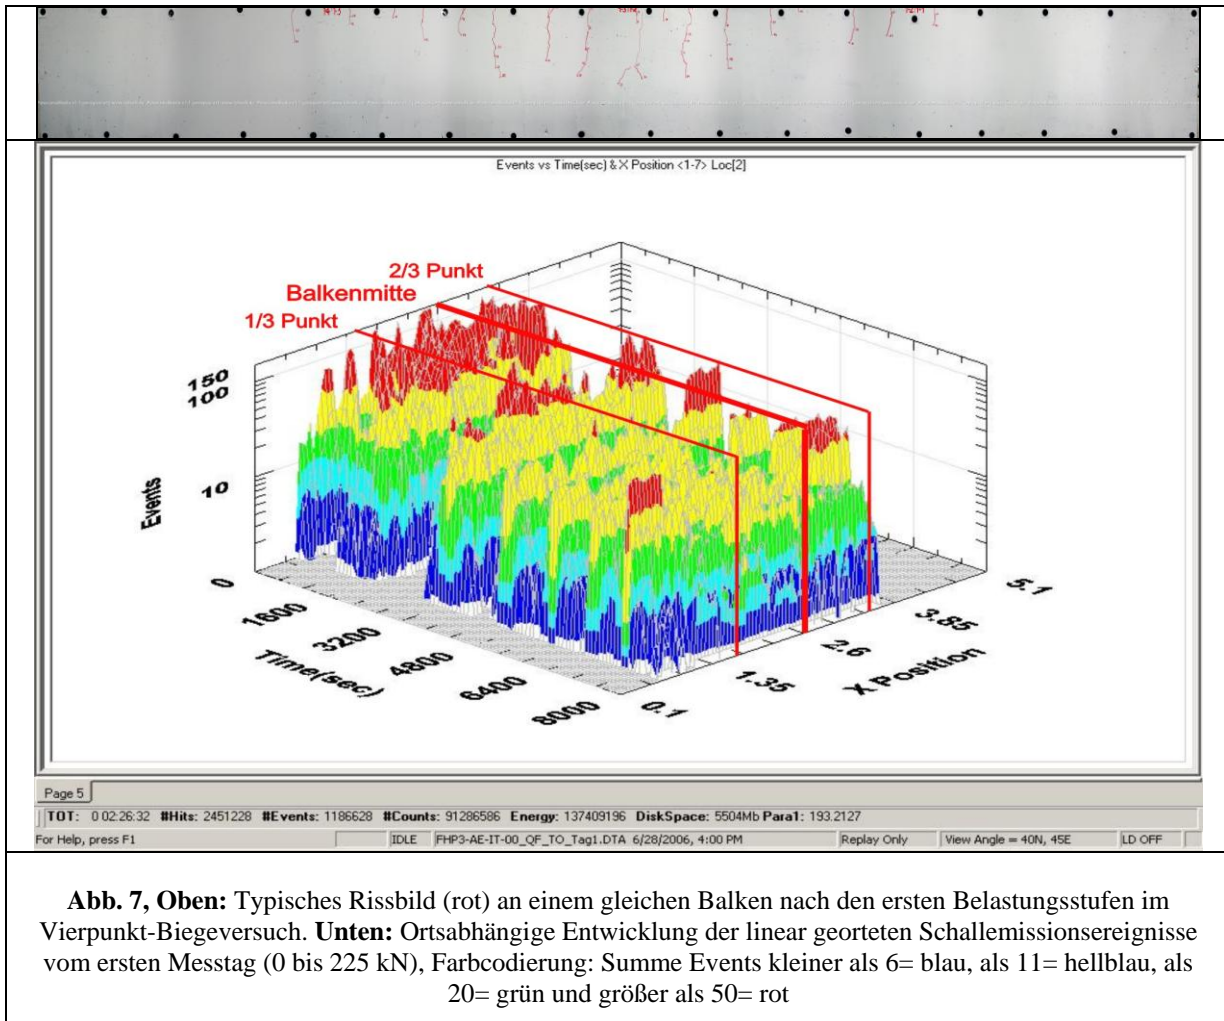 Events vs Time(sec) & X Position <1-7> Loc[2]
2/3 Punkt
Balkenmitte
1/3 Punkt
150
100
10
Events
0
1600
3200
4800
6400
8000
Time(sec)
0.1
1.35
2.6
3.85
5.1
X Position
Page 5
TOT: 0 02:26:32 #Hits: 2451228 #Events: 1186628 #Counts: 91286586 Energy: 137409196 DiskSpace: 5504Mb Para1: 193.2127
For Help, press F1 IDLE FHP3-AE-IT-00_QF_TO_Tag1.DTA 6/28/2006, 4:00 PM Replay Only View Angle = 40N, 45E LD OFF
Abb. 7, Oben: Typisches Rissbild (rot) an einem gleichen Balken nach den ersten Belastungsstufen im
Vierpunkt-Biegeversuch. Unten: Ortsabhängige Entwicklung der linear georteten Schallemissionsereignisse
vom ersten Messtag (0 bis 225 kN), Farbcodierung: Summe Events kleiner als 6= blau, als 11= hellblau, als
20= grün und größer als 50= rot